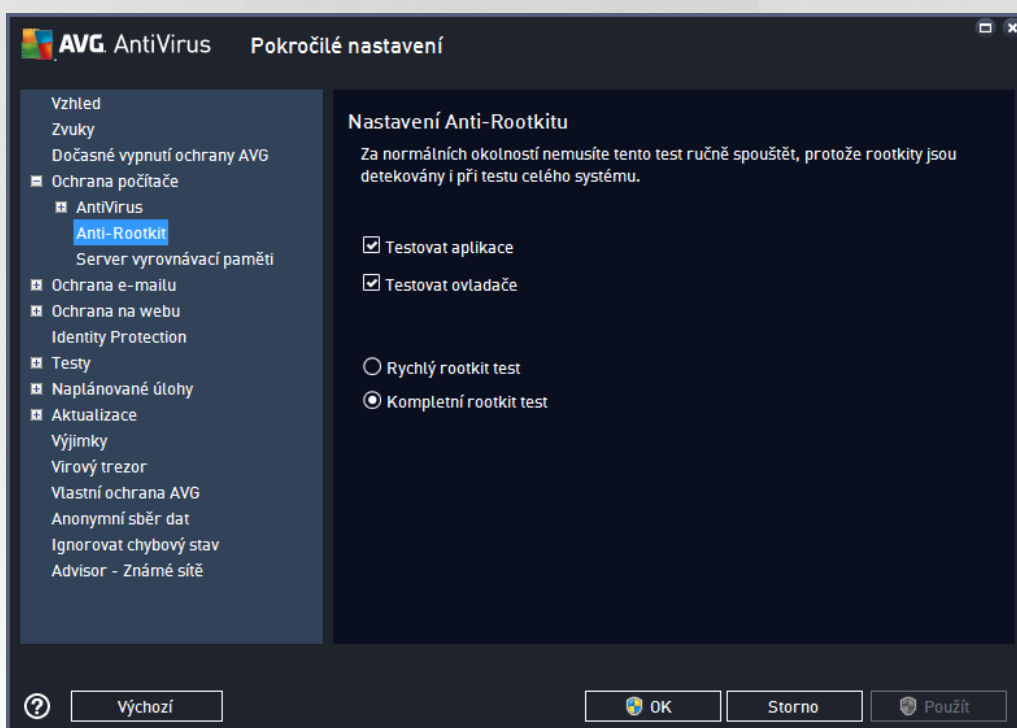 AVG. AntiVirus Pokročilé nastavení
Vzhled
Zvuky
Dočasné vypnutí ochrany AVG
Ochrana počítače
AntiVirus
Anti-Rootkit
Server vyrovnávací paměti
Ochrana e-mailu
Ochrana na webu
Identity Protection
Testy
Naplánované úlohy
Aktualizace
Výjimky
Virový trezor
Vlastní ochrana AVG
Anonymní sběr dat
Ignorovat chybový stav
Advisor - Známé sítě
Nastavení Anti-Rootkitu
Za normálních okolností nemusíte tento test ručně spouštět, protože rootkity jsou
detekovány i při testu celého systému.
Testovat aplikace
Testovat ovladače
Rychlý rootkit test
Kompletní rootkit test
Výchozí
OK
Storno
Použít